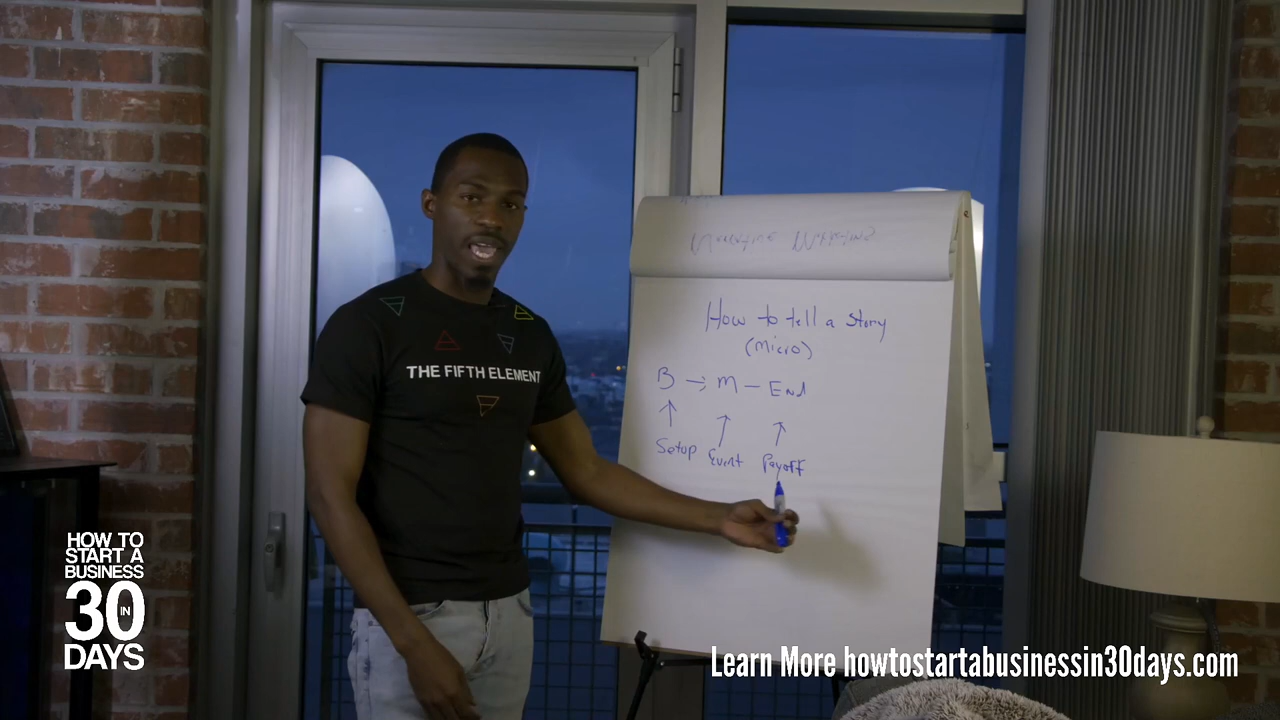 How to tell a Story
(Micro)
B → M – End
↑ ↑ ↑
Setup Event Payoff
THE FIFTH ELEMENT
HOW TO
START A
BUSINESS
30 IN
DAYS
Learn More howtostartabusinessin30days.com